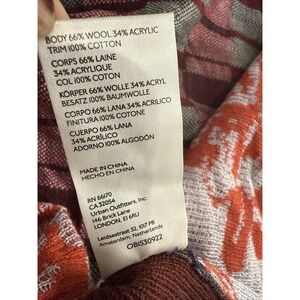 BODY 66% WOOL 34% ACRYLIC
TRIM 100% COTTON
CORPS 66% LAINE
34% ACRYLIQUE
COL 100% COTON
KÖRPER 66% WOLLE 34% ACRYL
BESATZ 100% BAUMWOLLE
CORPO 66% LANA 34% ACRILICO
FINITURA 100% COTONE
CUERPO 66% LANA
34% ACRÍLICO
ADORNO 100% ALGODÓN
MADE IN CHINA
HECHO EN CHINA
RN 66170
CA 32054
Urban Outfitters, Inc.
146 Brick Lane,
LONDON, E1 6RU
Leidsestraat 32, 1017 PB
Amsterdam, Netherlands
OBIS30922